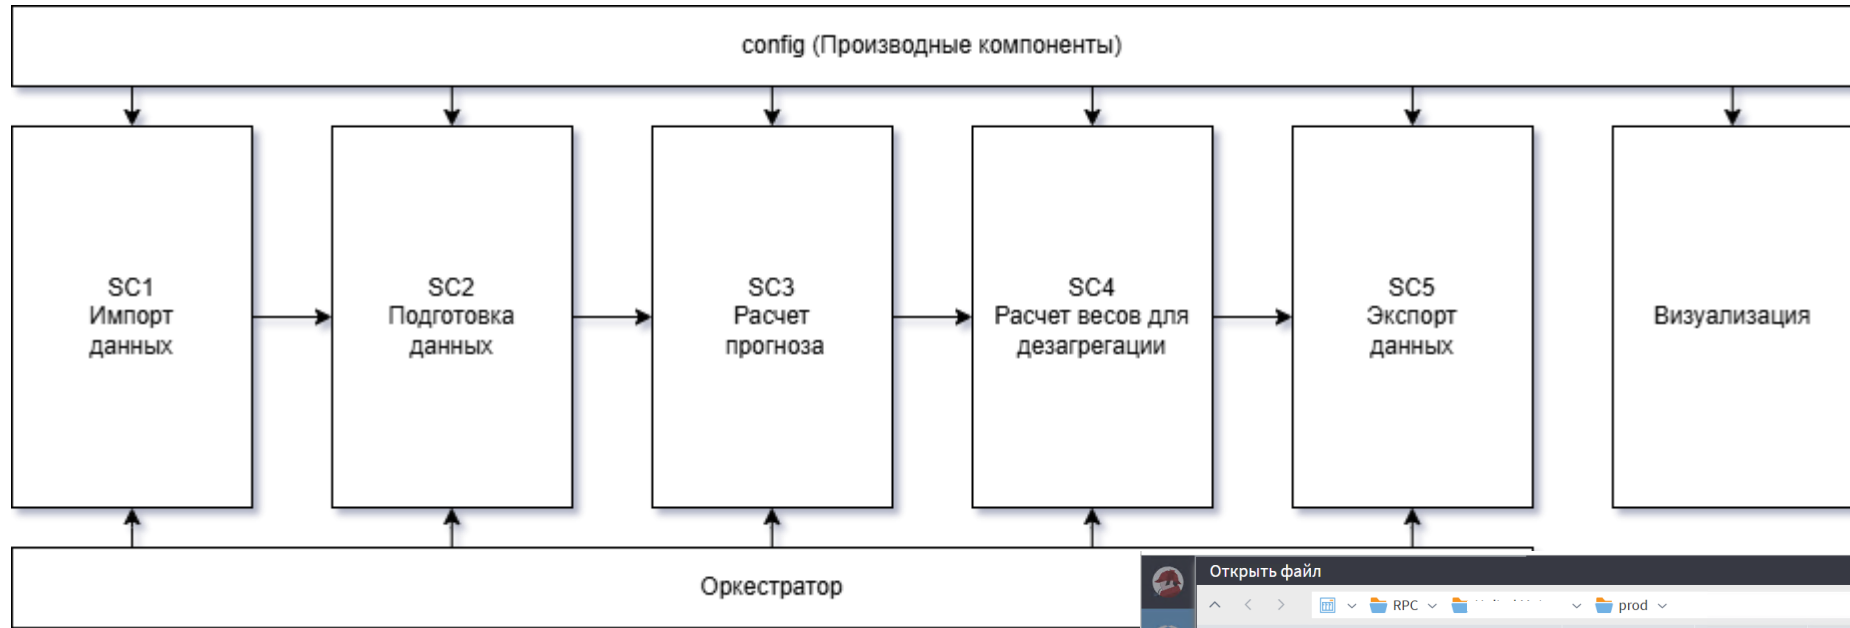 config (Производные компоненты)
SC1
Импорт
данных
SC2
Подготовка
данных
SC3
Расчет
прогноза
SC4
Расчет весов для
дезагрегации
SC5
Экспорт
данных
Визуализация
Оркестратор
Открыть файл
RPC
prod